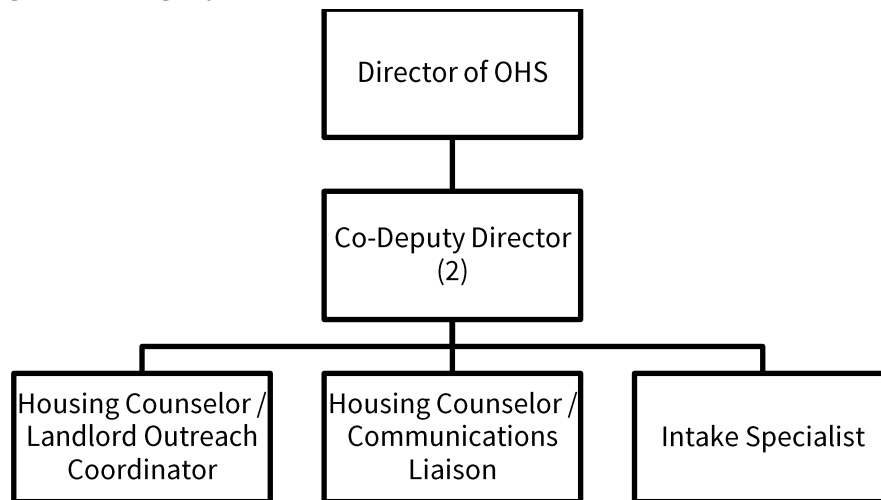 Director of OHS
Co-Deputy Director
(2)
Housing Counselor /
Landlord Outreach
Coordinator
Housing Counselor /
Communications
Liaison
Intake Specialist